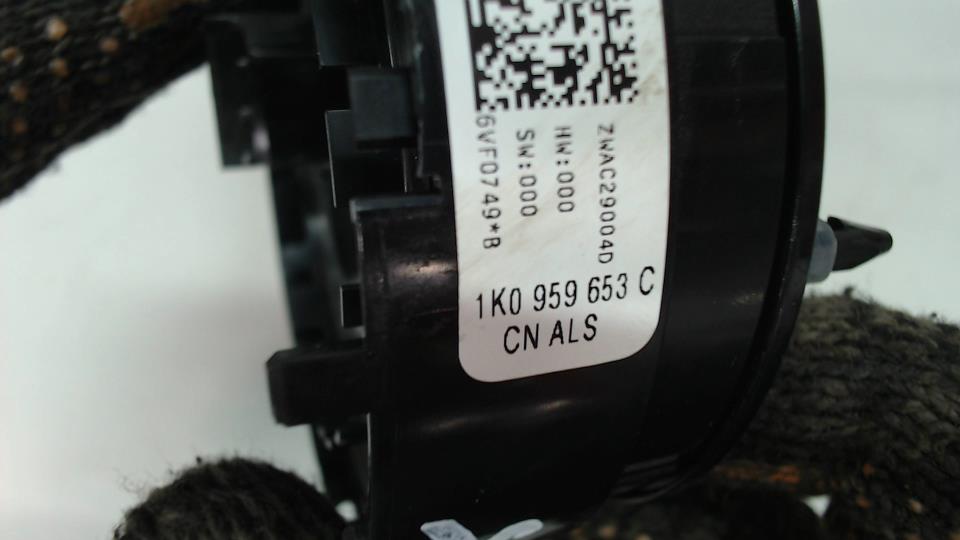 ZWAC29004D
HW:000
SW:000
6VF0749*B
1K0 959 653 C
CN ALS